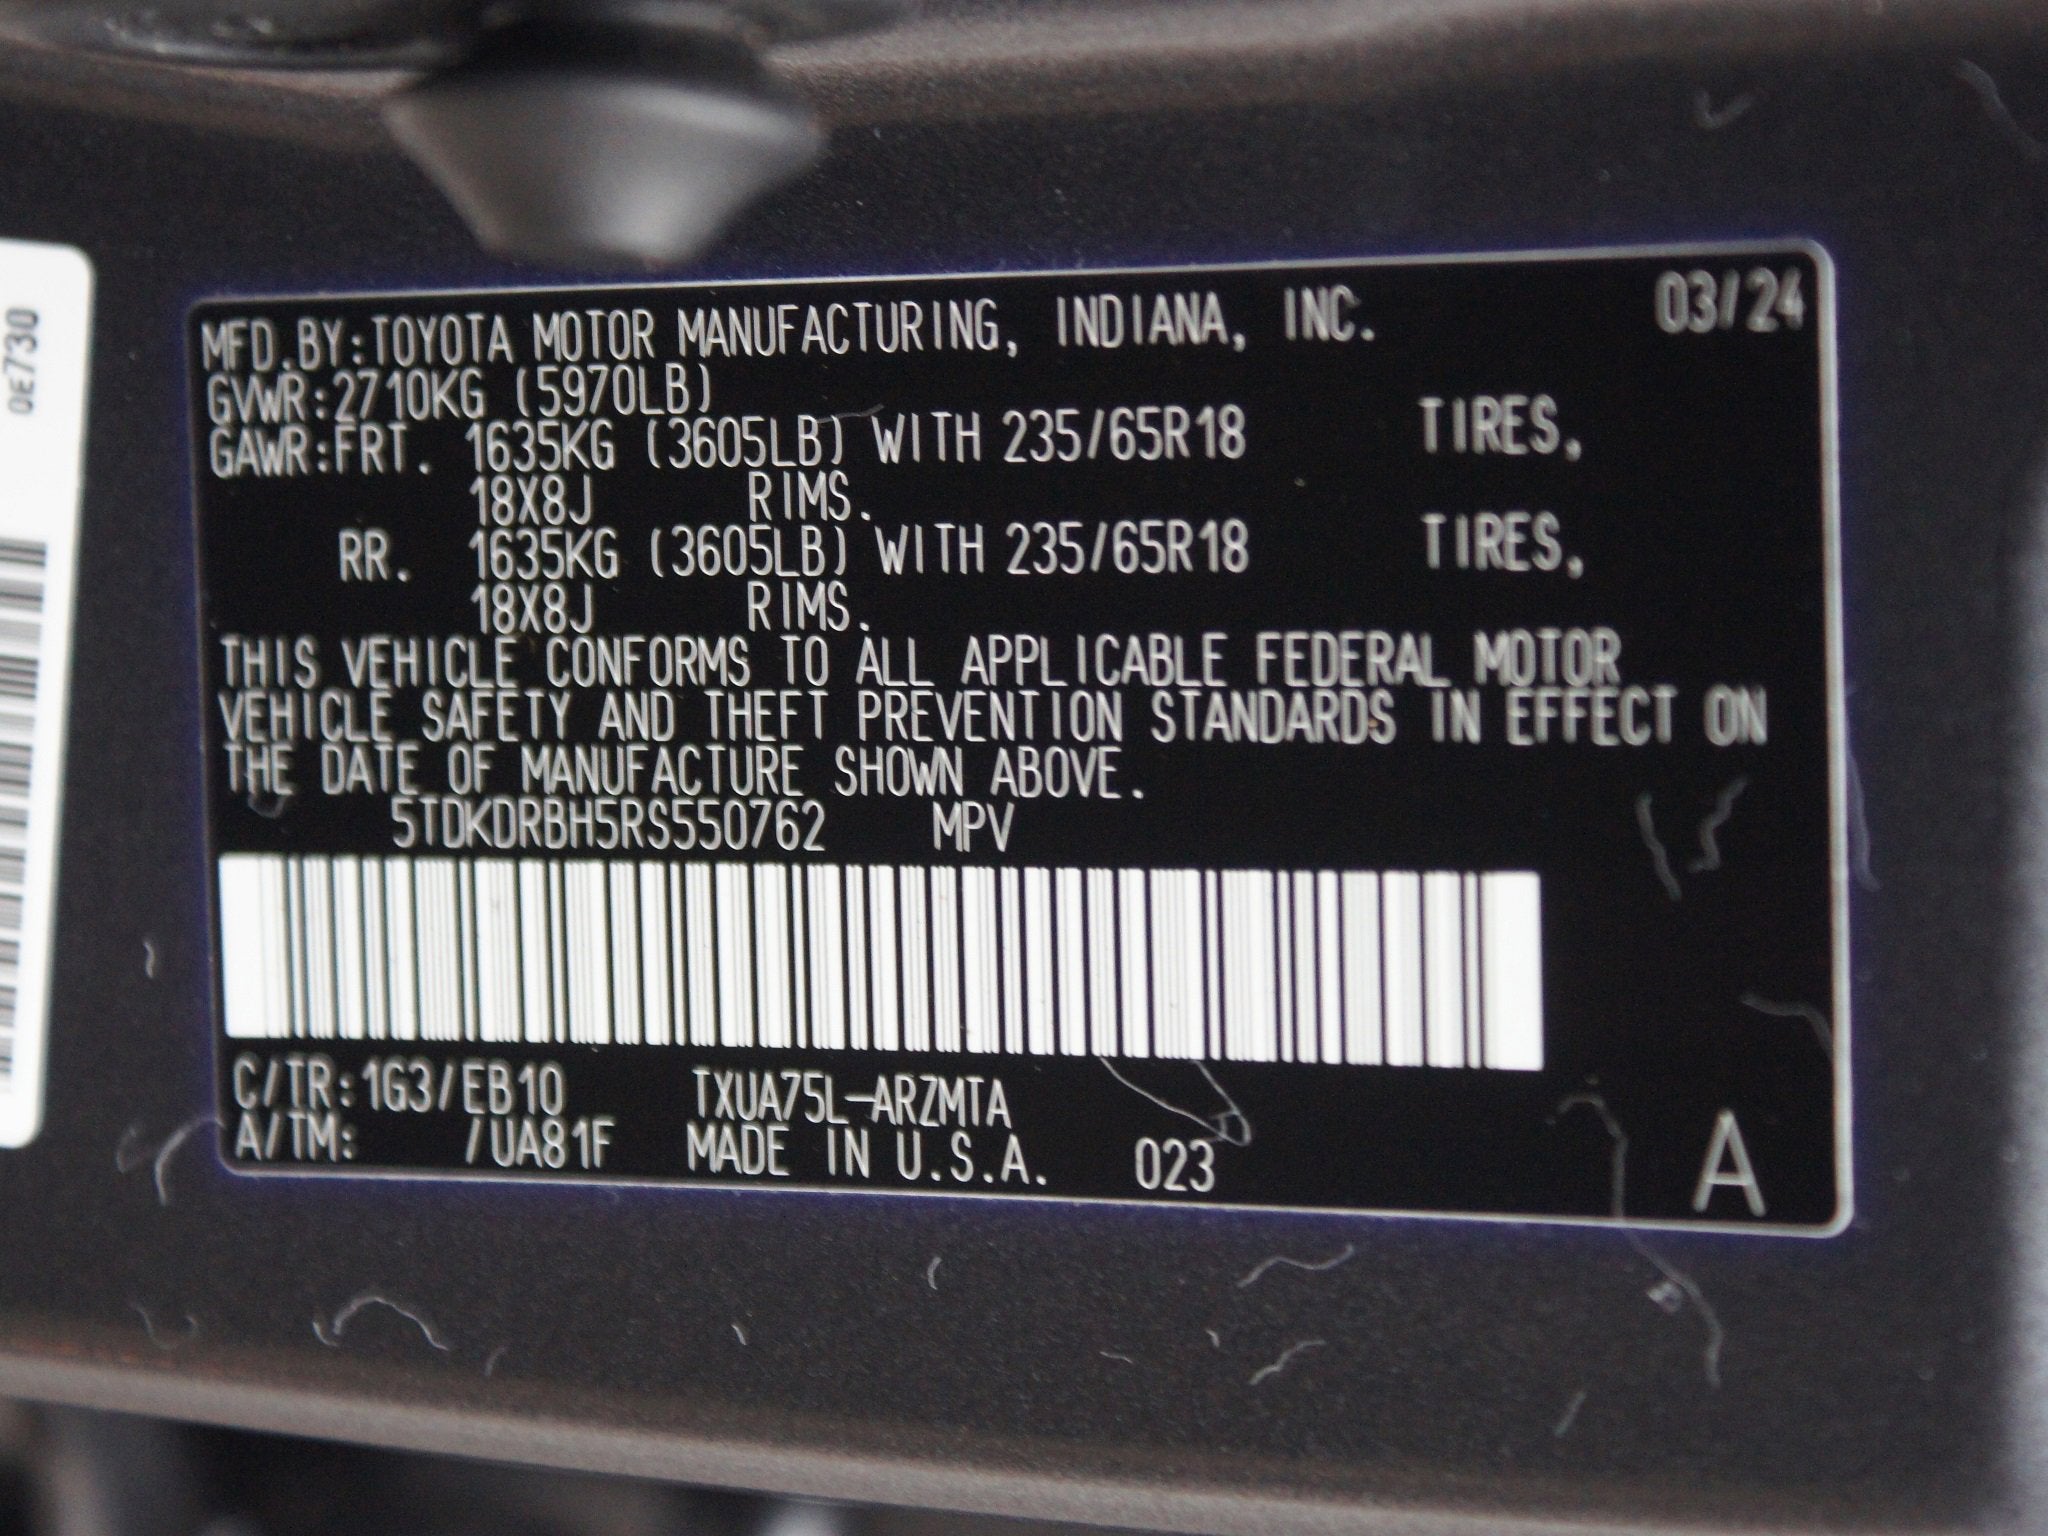 MFD.BY:TOYOTA MOTOR MANUFACTURING, INDIANA, INC. 03/24
GVWR:2710KG (5970LB)
GAWR:FRT. 1635KG (3605LB) WITH 235/65R18 TIRES,
18X8J RIMS.
RR. 1635KG (3605LB) WITH 235/65R18 TIRES,
18X8J RIMS.
THIS VEHICLE CONFORMS TO ALL APPLICABLE FEDERAL MOTOR
VEHICLE SAFETY AND THEFT PREVENTION STANDARDS IN EFFECT ON
THE DATE OF MANUFACTURE SHOWN ABOVE.
5TDKDRBH5RS550762 MPV
C/TR:1G3/EB10 TXUA75L-ARZMTA
A/TM: /UA81F MADE IN U.S.A. 023 A
0E730